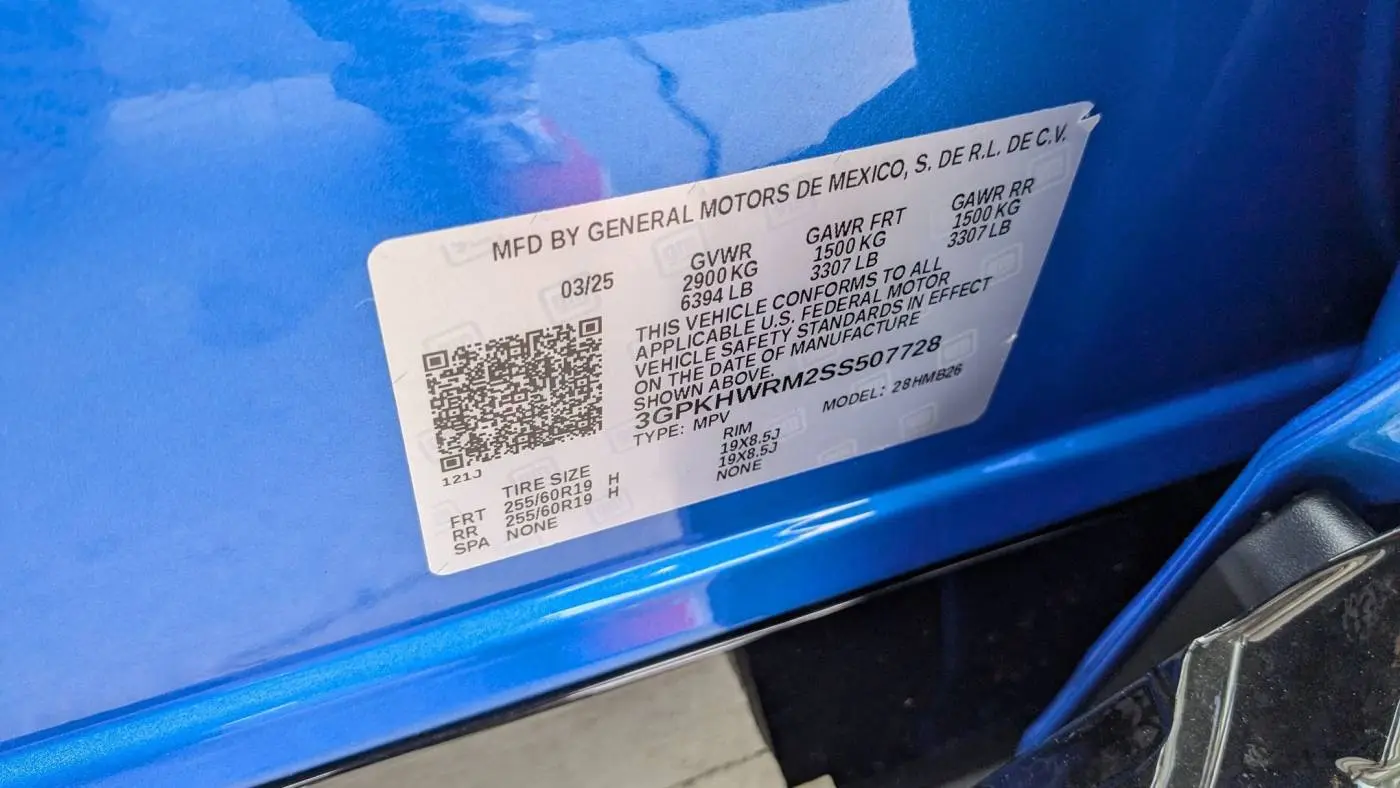 MFD BY GENERAL MOTORS DE MEXICO, S. DE R.L. DE C.V.
03/25 GVWR GAWR FRT GAWR RR
2900 KG 1500 KG 1500 KG
6394 LB 3307 LB 3307 LB
THIS VEHICLE CONFORMS TO ALL
APPLICABLE U.S. FEDERAL MOTOR
VEHICLE SAFETY STANDARDS IN EFFECT
ON THE DATE OF MANUFACTURE
SHOWN ABOVE.
3GPKHWRM2SS507728
TYPE: MPV MODEL: 28HMB26
121J
TIRE SIZE RIM
FRT 255/60R19 H 19X8.5J
RR 255/60R19 H 19X8.5J
SPA NONE NONE